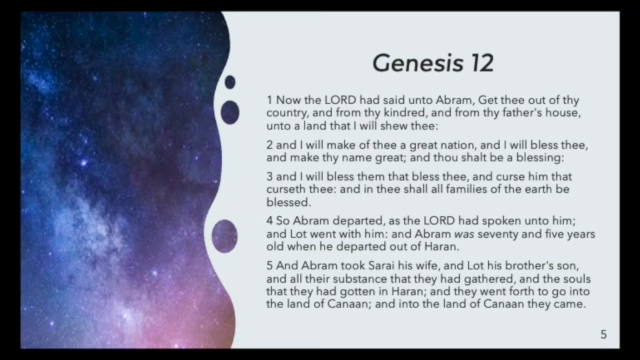 Genesis 12
1 Now the LORD had said unto Abram, Get thee out of thy
country, and from thy kindred, and from thy father's house,
unto a land that I will shew thee:
2 and I will make of thee a great nation, and I will bless thee,
and make thy name great; and thou shalt be a blessing:
3 and I will bless them that bless thee, and curse him that
curseth thee: and in thee shall all families of the earth be
blessed.
4 So Abram departed, as the LORD had spoken unto him;
and Lot went with him: and Abram was seventy and five years
old when he departed out of Haran.
5 And Abram took Sarai his wife, and Lot his brother's son,
and all their substance that they had gathered, and the souls
that they had gotten in Haran; and they went forth to go into
the land of Canaan; and into the land of Canaan they came.
5